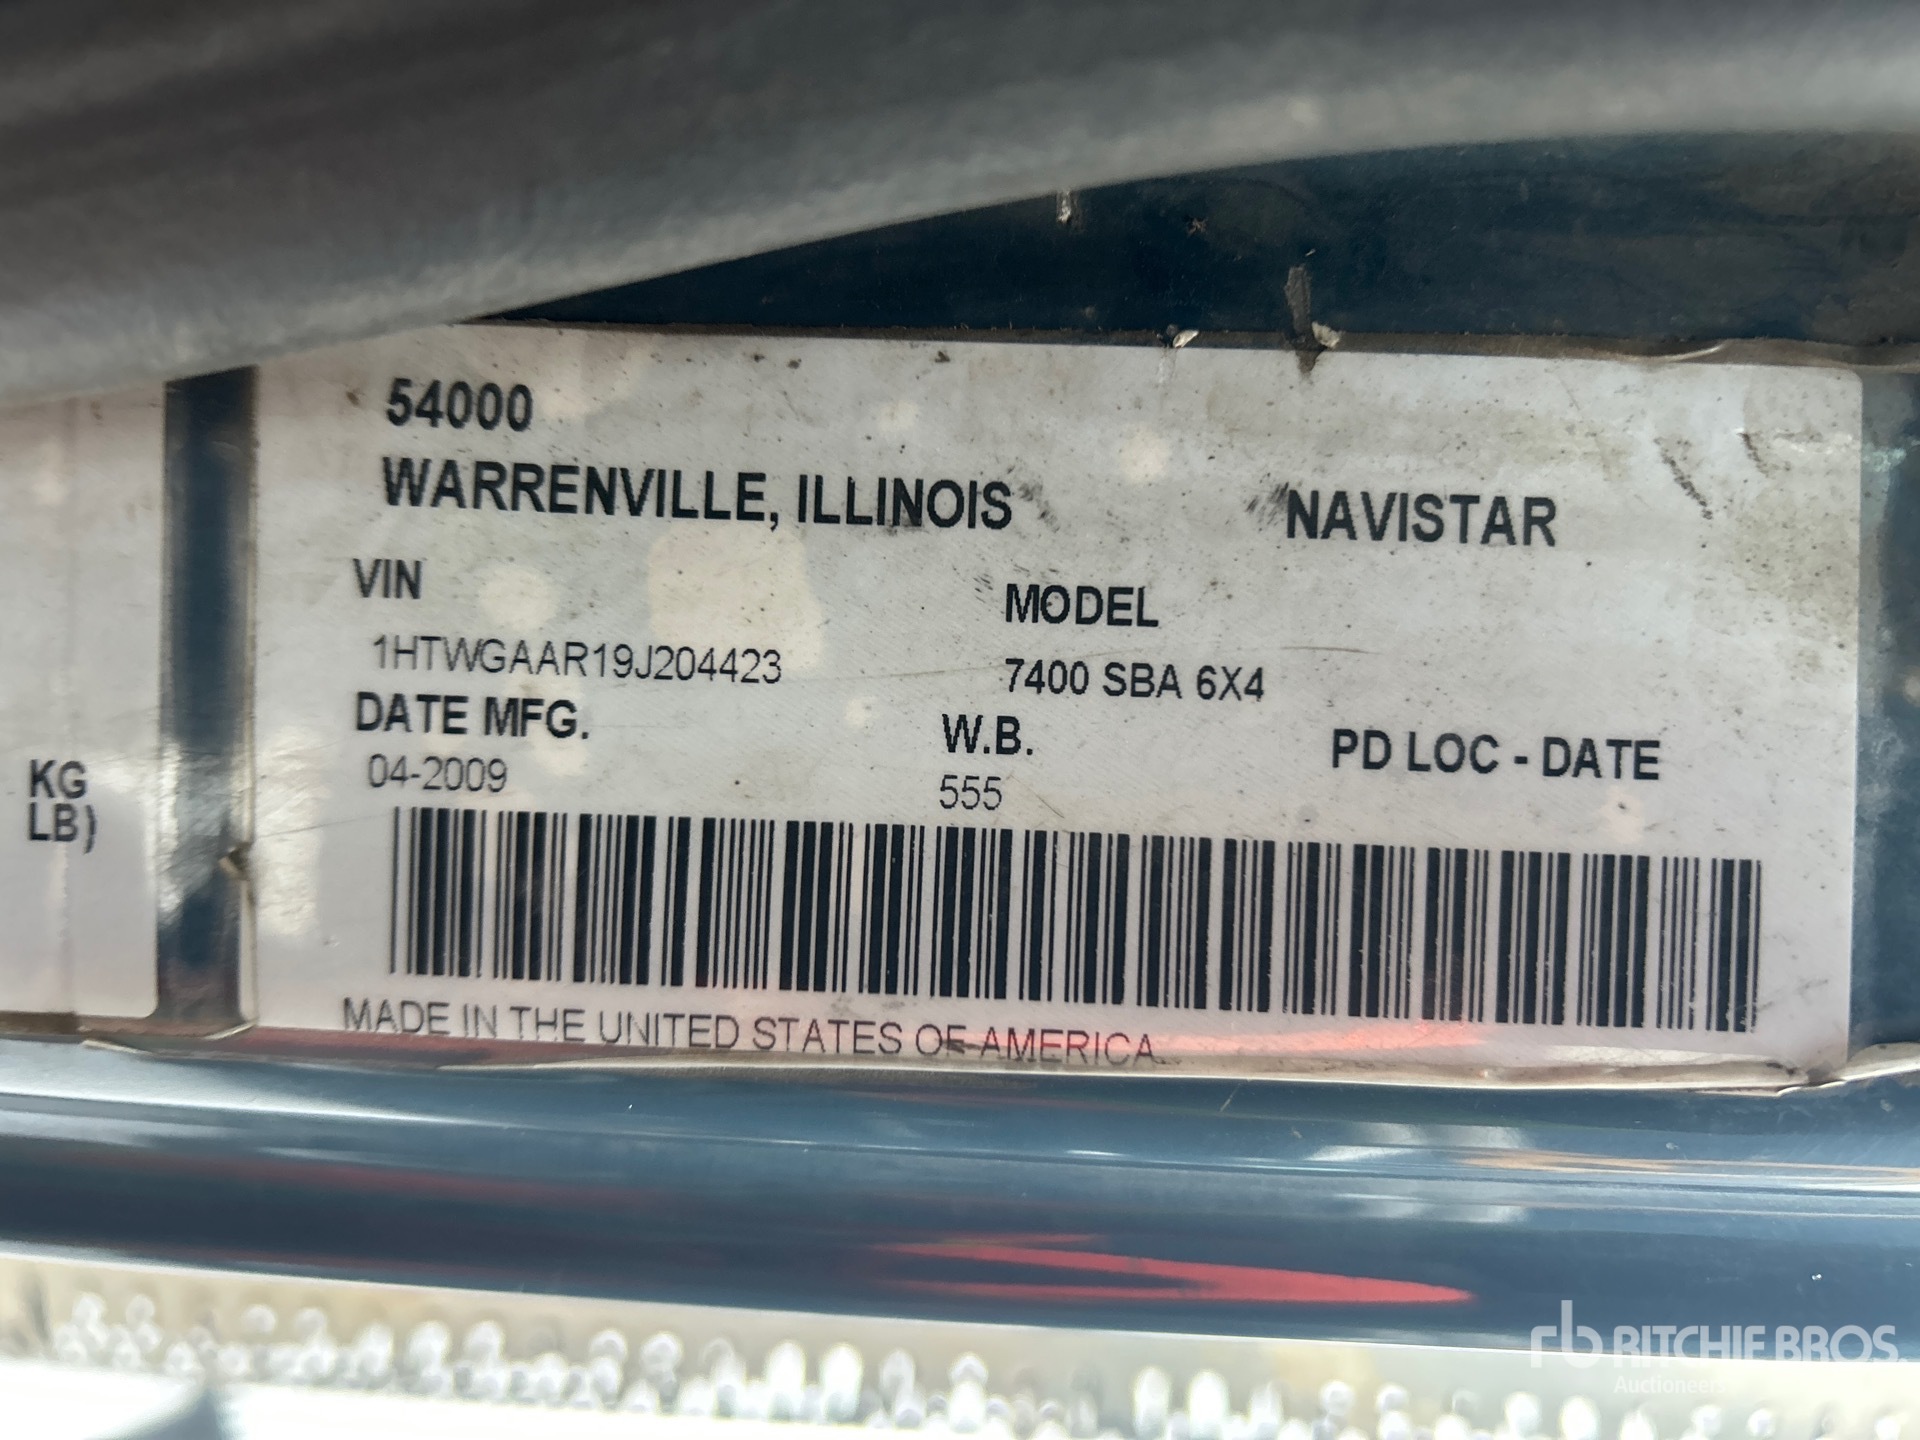 54000
WARRENVILLE, ILLINOIS NAVISTAR
VIN MODEL
1HTWGAAR19J204423 7400 SBA 6X4
DATE MFG. W.B. PD LOC - DATE
04-2009 555
KG
LB)
MADE IN THE UNITED STATES OF AMERICA
rb RITCHIE BROS.
Auctioneers